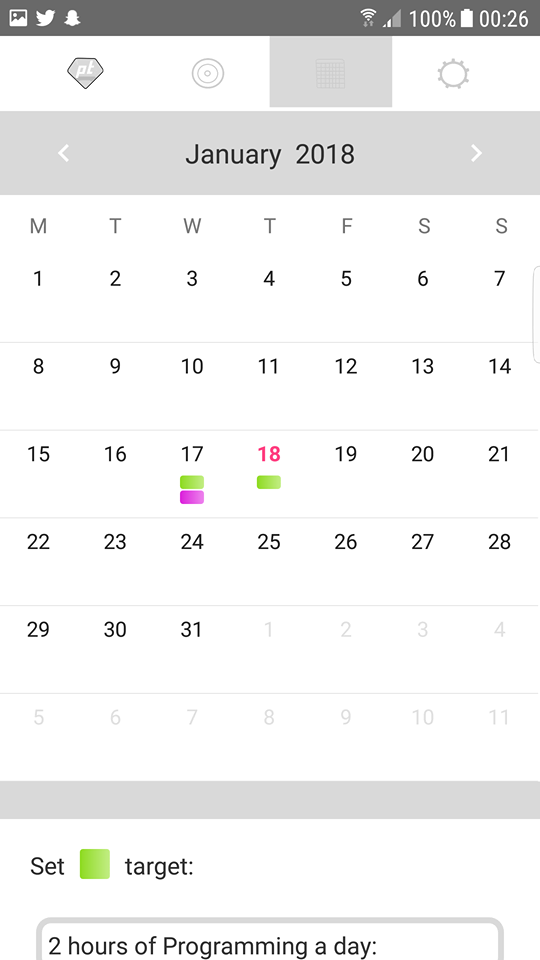 100% 00:26
pt
January 2018
M T W T F S S
1 2 3 4 5 6 7
8 9 10 11 12 13 14
15 16 17 18 19 20 21
22 23 24 25 26 27 28
29 30 31 1 2 3 4
5 6 7 8 9 10 11
Set target:
2 hours of Programming a day: